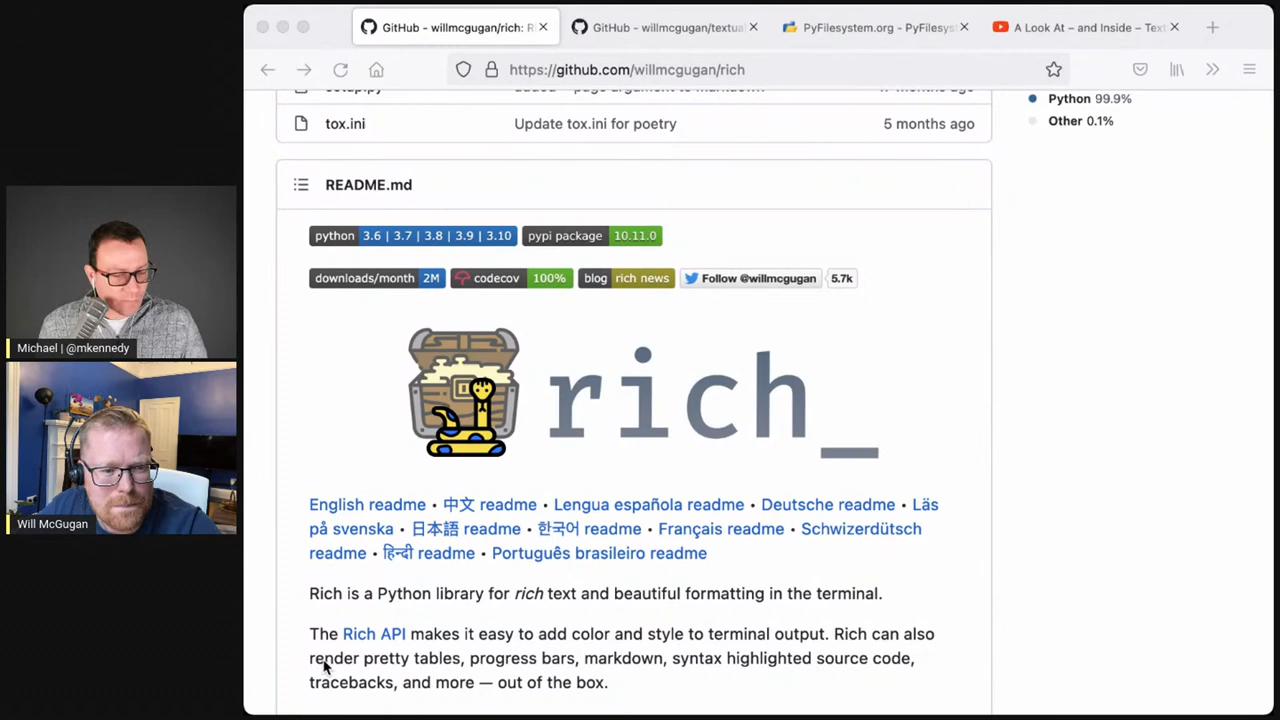 GitHub - willmcgugan/rich: R
GitHub - willmcgugan/textua
PyFilesystem.org - PyFilesys
A Look At – and Inside – Text
https://github.com/willmcgugan/rich
Python 99.9%
tox.ini Update tox.ini for poetry 5 months ago
Other 0.1%
README.md
python 3.6 | 3.7 | 3.8 | 3.9 | 3.10 pypi package 10.11.0
downloads/month 2M codecov 100% blog rich news Follow @willmcgugan 5.7k
rich_
Michael | @mkennedy
Will McGugan
English readme • 中文 readme • Lengua española readme • Deutsche readme • Läs
på svenska • 日本語 readme • 한국어 readme • Français readme • Schwizerdütsch
readme • हिन्दी readme • Português brasileiro readme
Rich is a Python library for rich text and beautiful formatting in the terminal.
The Rich API makes it easy to add color and style to terminal output. Rich can also
render pretty tables, progress bars, markdown, syntax highlighted source code,
tracebacks, and more — out of the box.